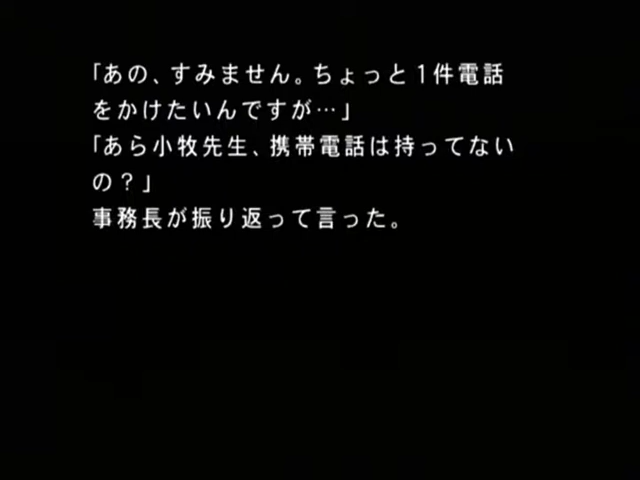 「あの、すみません。ちょっと１件電話
をかけたいんですが…」
「あら小牧先生、携帯電話は持ってない
の？」
事務長が振り返って言った。